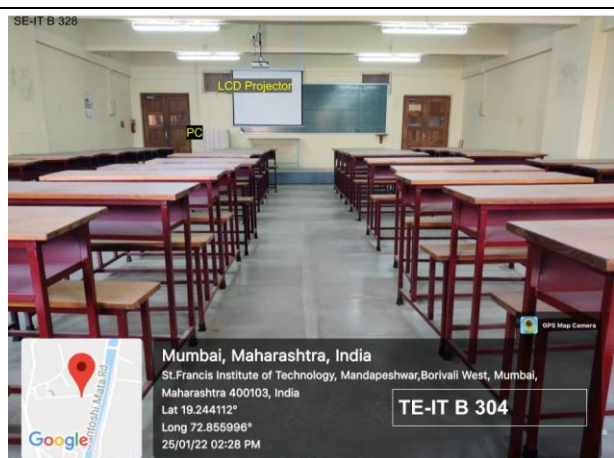 SE-IT B 328
LCD Projector
PC
GPS Map Camera
Mumbai, Maharashtra, India
St.Francis Institute of Technology, Mandapeshwar,Borivali West, Mumbai,
Maharashtra 400103, India
Lat 19.244112°
Long 72.855996°
25/01/22 02:28 PM
TE-IT B 304
Google